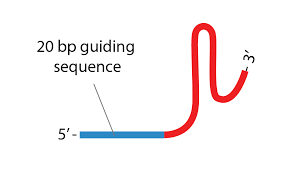 20 bp guiding
sequence
3’
5’-